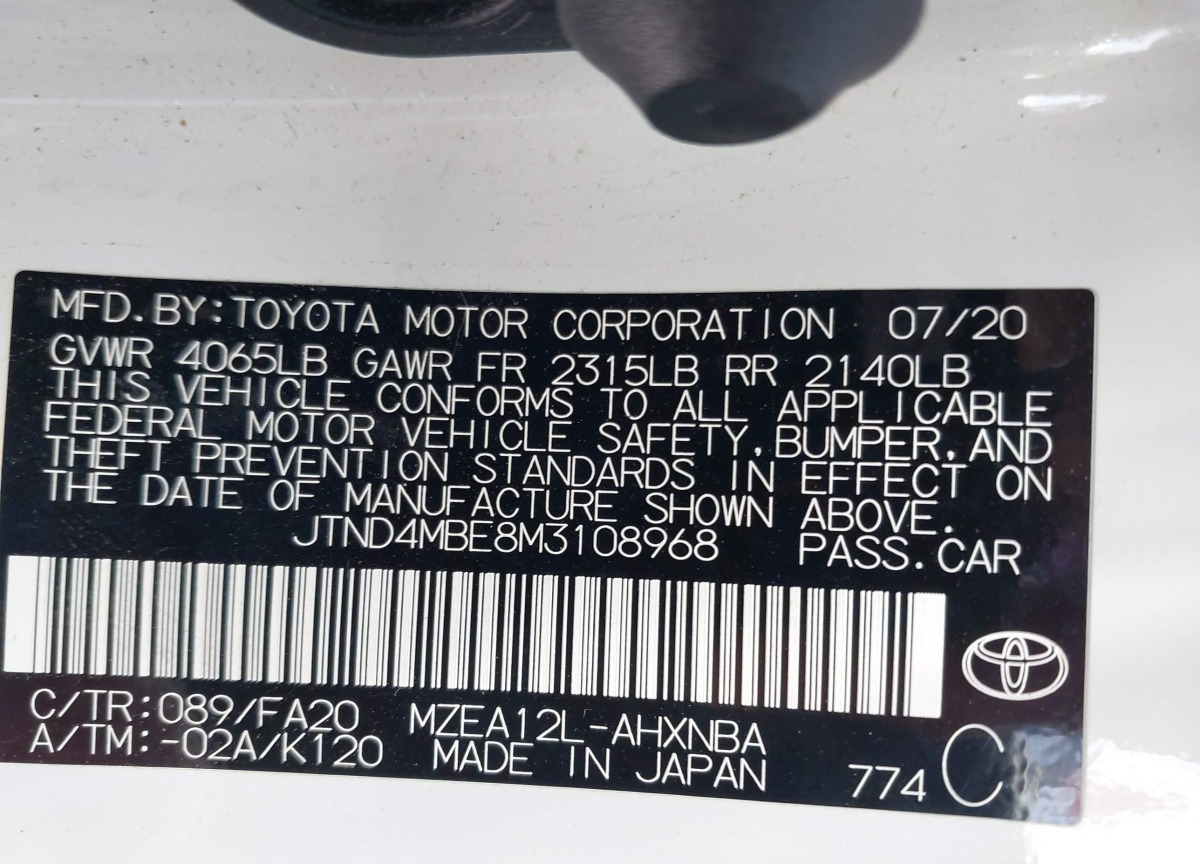 MFD.BY:TOYOTA MOTOR CORPORATION 07/20
GVWR 4065LB GAWR FR 2315LB RR 2140LB
THIS VEHICLE CONFORMS TO ALL APPLICABLE
FEDERAL MOTOR VEHICLE SAFETY,BUMPER,AND
THEFT PREVENTION STANDARDS IN EFFECT ON
THE DATE OF MANUFACTURE SHOWN ABOVE.
JTND4MBE8M3108968 PASS.CAR
C/TR:089/FA20 MZEA12L-AHXNBA
A/TM:-02A/K120 MADE IN JAPAN 774 C